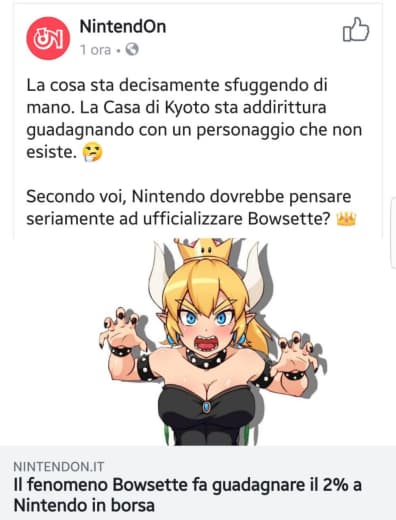 NintendOn
1 ora •
La cosa sta decisamente sfuggendo di
mano. La Casa di Kyoto sta addirittura
guadagnando con un personaggio che non
esiste. 🤔
Secondo voi, Nintendo dovrebbe pensare
seriamente ad ufficializzare Bowsette? 👑
NINTENDON.IT
Il fenomeno Bowsette fa guadagnare il 2% a
Nintendo in borsa